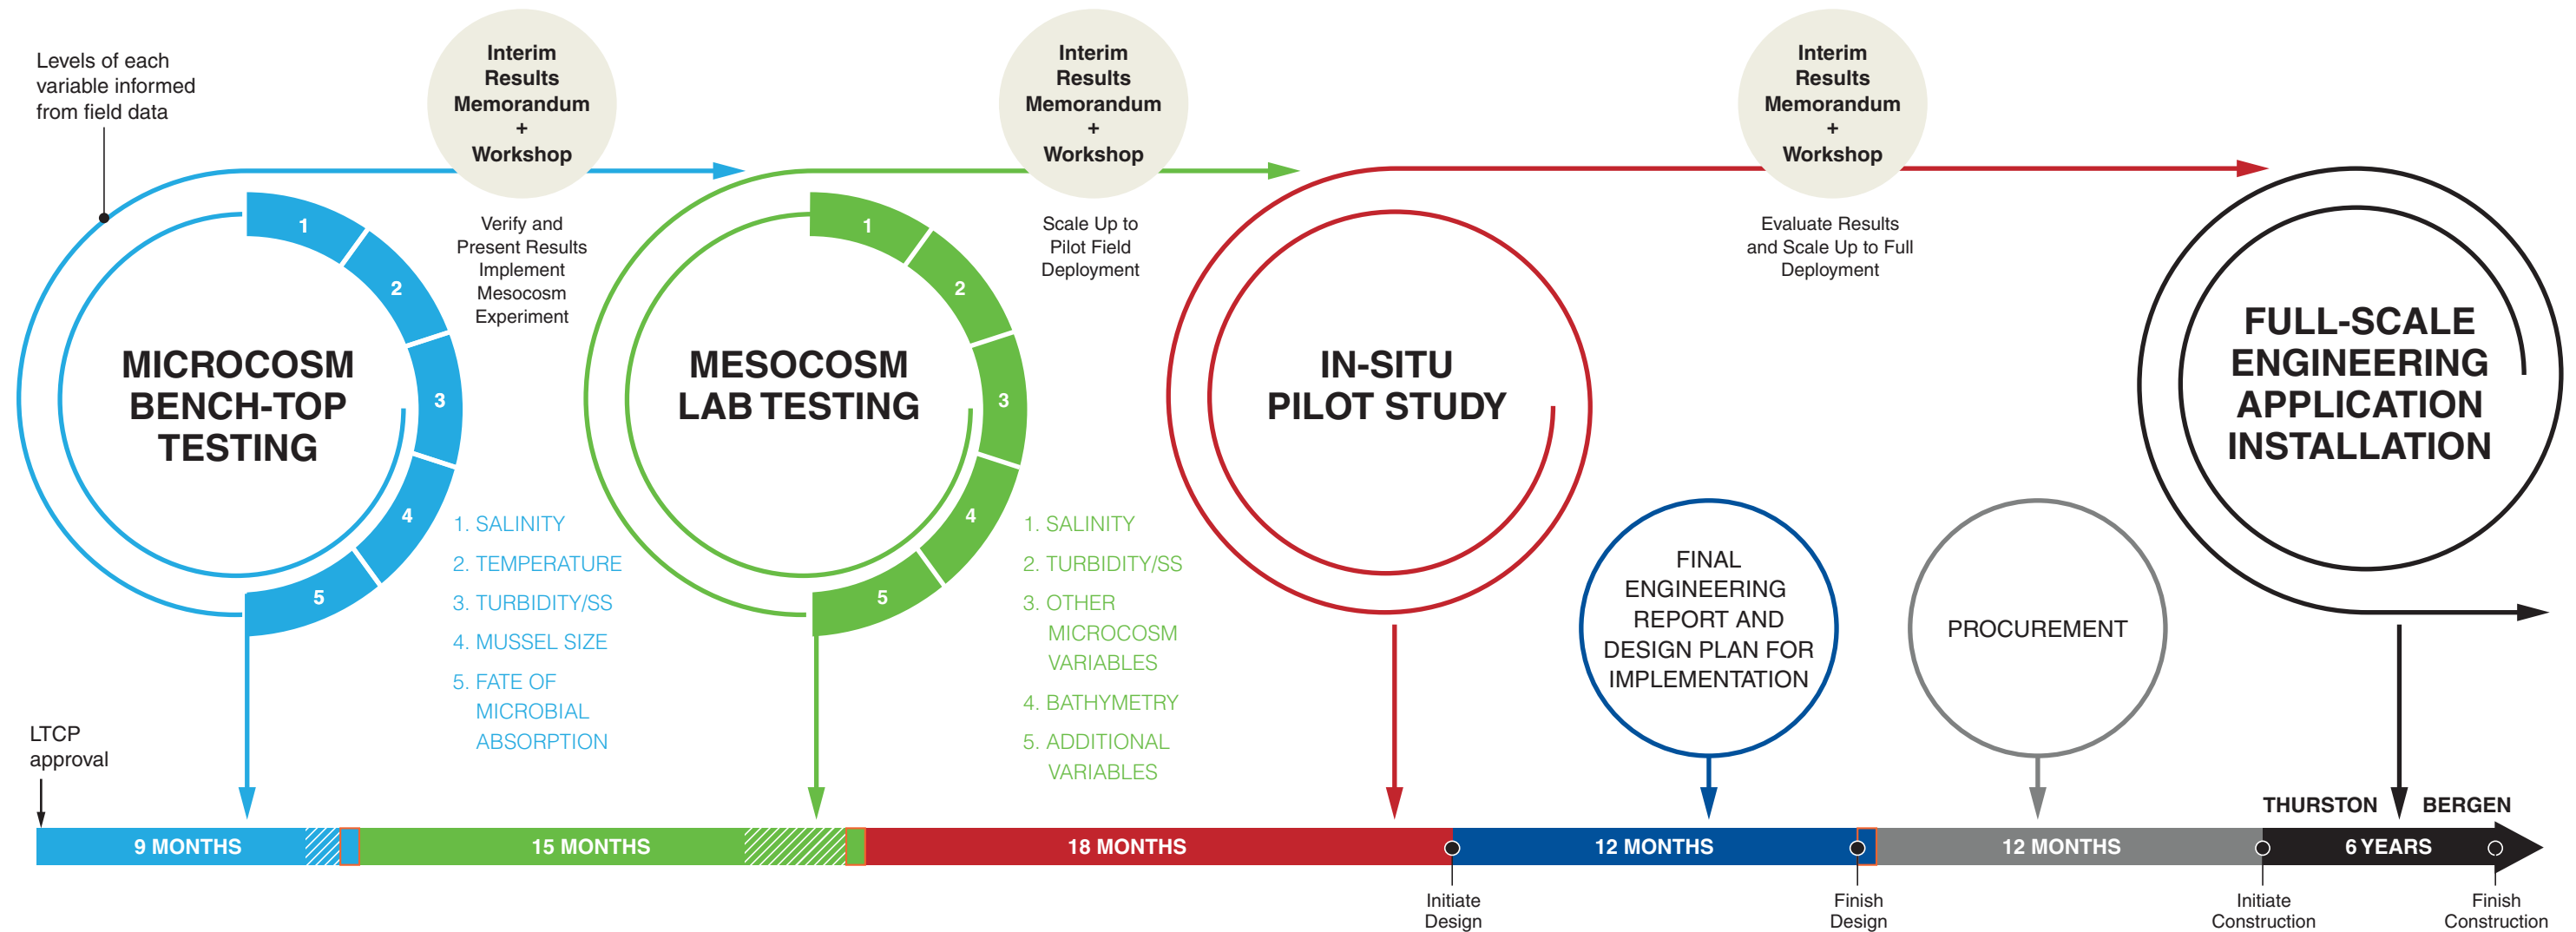 Levels of each
variable informed
from field data
Interim
Results
Memorandum
+
Workshop
Verify and
Present Results
Implement
Mesocosm
Experiment
Interim
Results
Memorandum
+
Workshop
Scale Up to
Pilot Field
Deployment
Interim
Results
Memorandum
+
Workshop
Evaluate Results
and Scale Up to Full
Deployment
1
2
3
4
5
MICROCOSM
BENCH-TOP
TESTING
1. SALINITY
2. TEMPERATURE
3. TURBIDITY/SS
4. MUSSEL SIZE
5. FATE OF
MICROBIAL
ABSORPTION
1
2
3
4
5
MESOCOSM
LAB TESTING
1. SALINITY
2. TURBIDITY/SS
3. OTHER
MICROCOSM
VARIABLES
4. BATHYMETRY
5. ADDITIONAL
VARIABLES
IN-SITU
PILOT STUDY
FINAL
ENGINEERING
REPORT AND
DESIGN PLAN FOR
IMPLEMENTATION
PROCUREMENT
FULL-SCALE
ENGINEERING
APPLICATION
INSTALLATION
LTCP
approval
THURSTON
BERGEN
9 MONTHS
15 MONTHS
18 MONTHS
12 MONTHS
12 MONTHS
6 YEARS
Initiate
Design
Finish
Design
Initiate
Construction
Finish
Construction